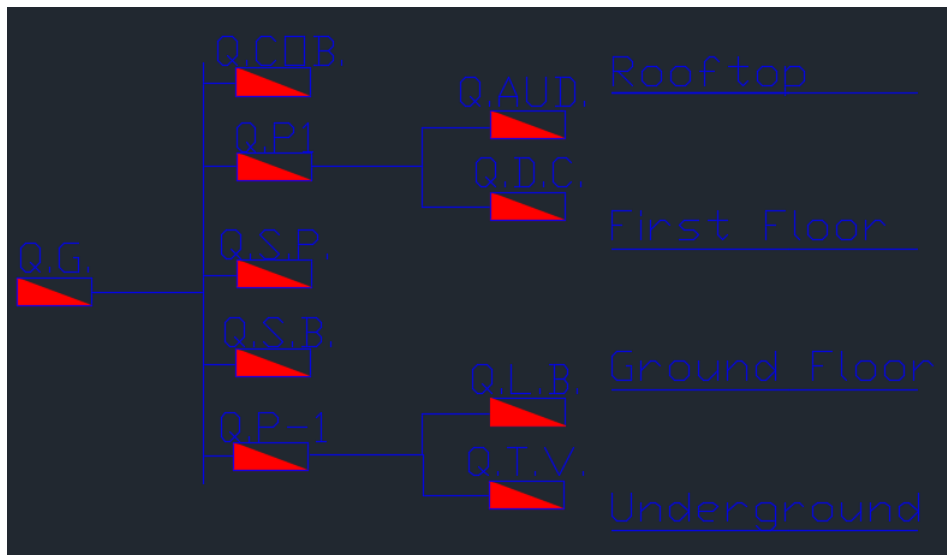 Q.C□B.
Q.AUD.
Rooftop
Q.P1
Q.D.C.
First Floor
Q.S.P.
Q.G.
Q.S.B.
Ground Floor
Q.L.B.
Q.P-1
Q.T.V.
Underground